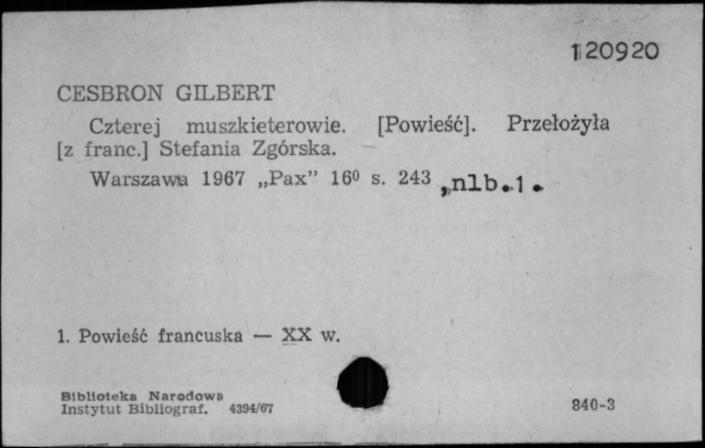 120920
CESBRON GILBERT
Czterej muszkieterowie. [Powieść]. Przełożyła
[z franc.] Stefania Zgórska.
Warszawa 1967 „Pax” 16⁰ s. 243 ,nlb.1.
1. Powieść francuska — XX w.
Biblioteka Narodowa
Instytut Bibliograf. 4394/67
840-3